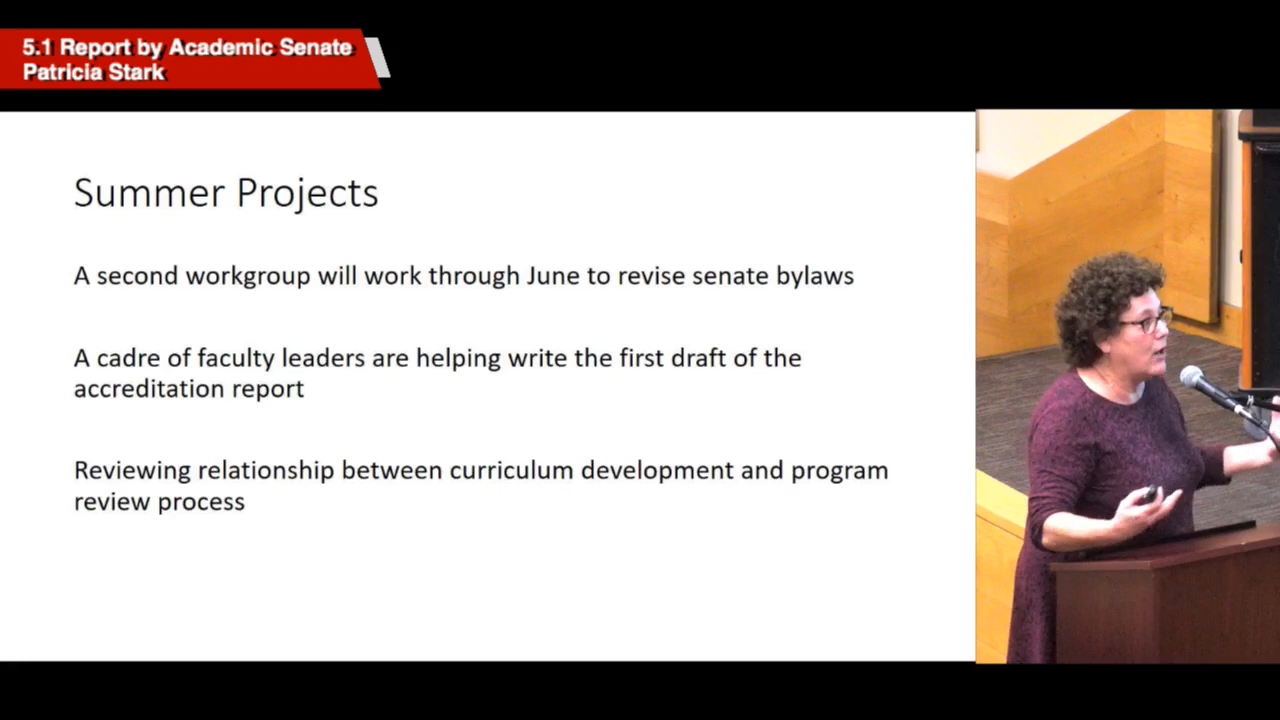 5.1 Report by Academic Senate
Patricia Stark
Summer Projects
A second workgroup will work through June to revise senate bylaws
A cadre of faculty leaders are helping write the first draft of the
accreditation report
Reviewing relationship between curriculum development and program
review process